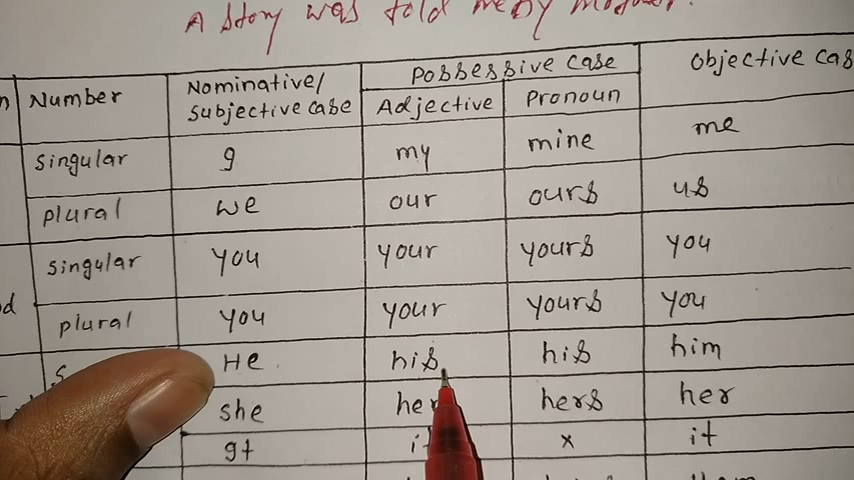 A story was told me by mother.
Number Nominative/ Possessive case Objective cas
Subjective case Adjective Pronoun
singular I my mine me
plural we our ours us
singular you your yours you
plural you your yours you
He his his him
she her hers her
It x it